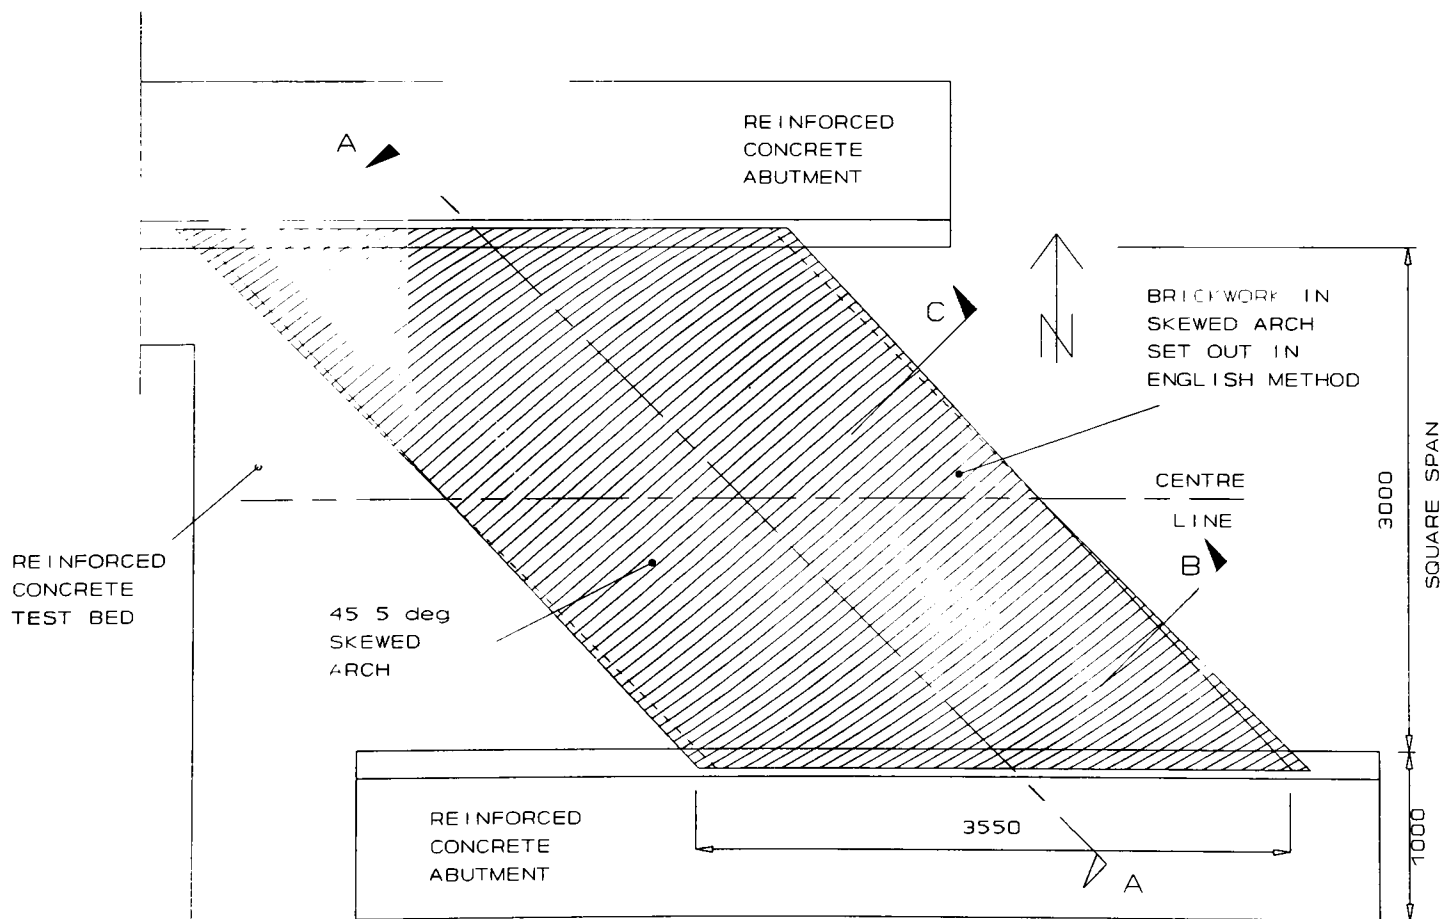 REINFORCED
CONCRETE
ABUTMENT
A
C
N
BRICKWORK IN
SKEWED ARCH
SET OUT IN
ENGLISH METHOD
CENTRE
LINE
3000
SQUARE SPAN
B
REINFORCED
CONCRETE
TEST BED
45 5 deg
SKEWED
ARCH
REINFORCED
CONCRETE
ABUTMENT
3550
A
1000